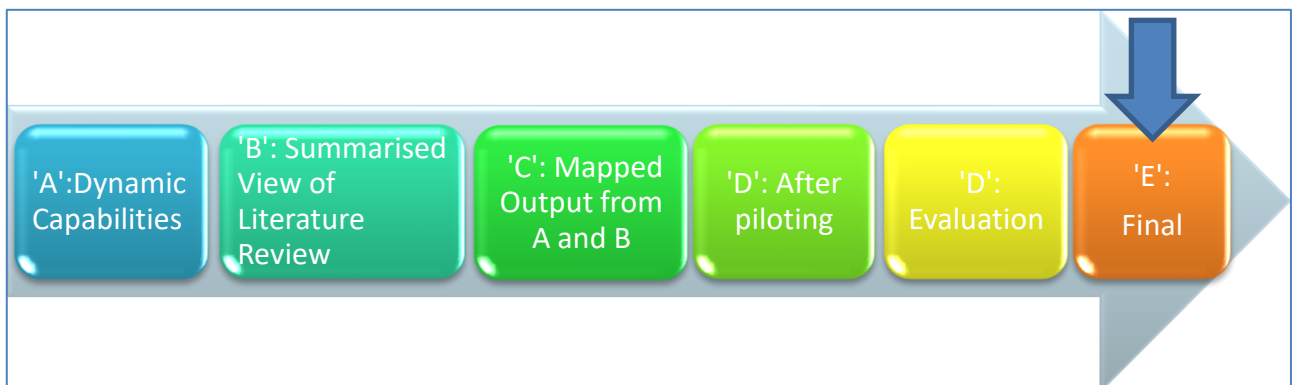 'A':Dynamic
Capabilities
'B': Summarised
View of
Literature
Review
'C': Mapped
Output from
A and B
'D': After
piloting
'D':
Evaluation
'E':
Final